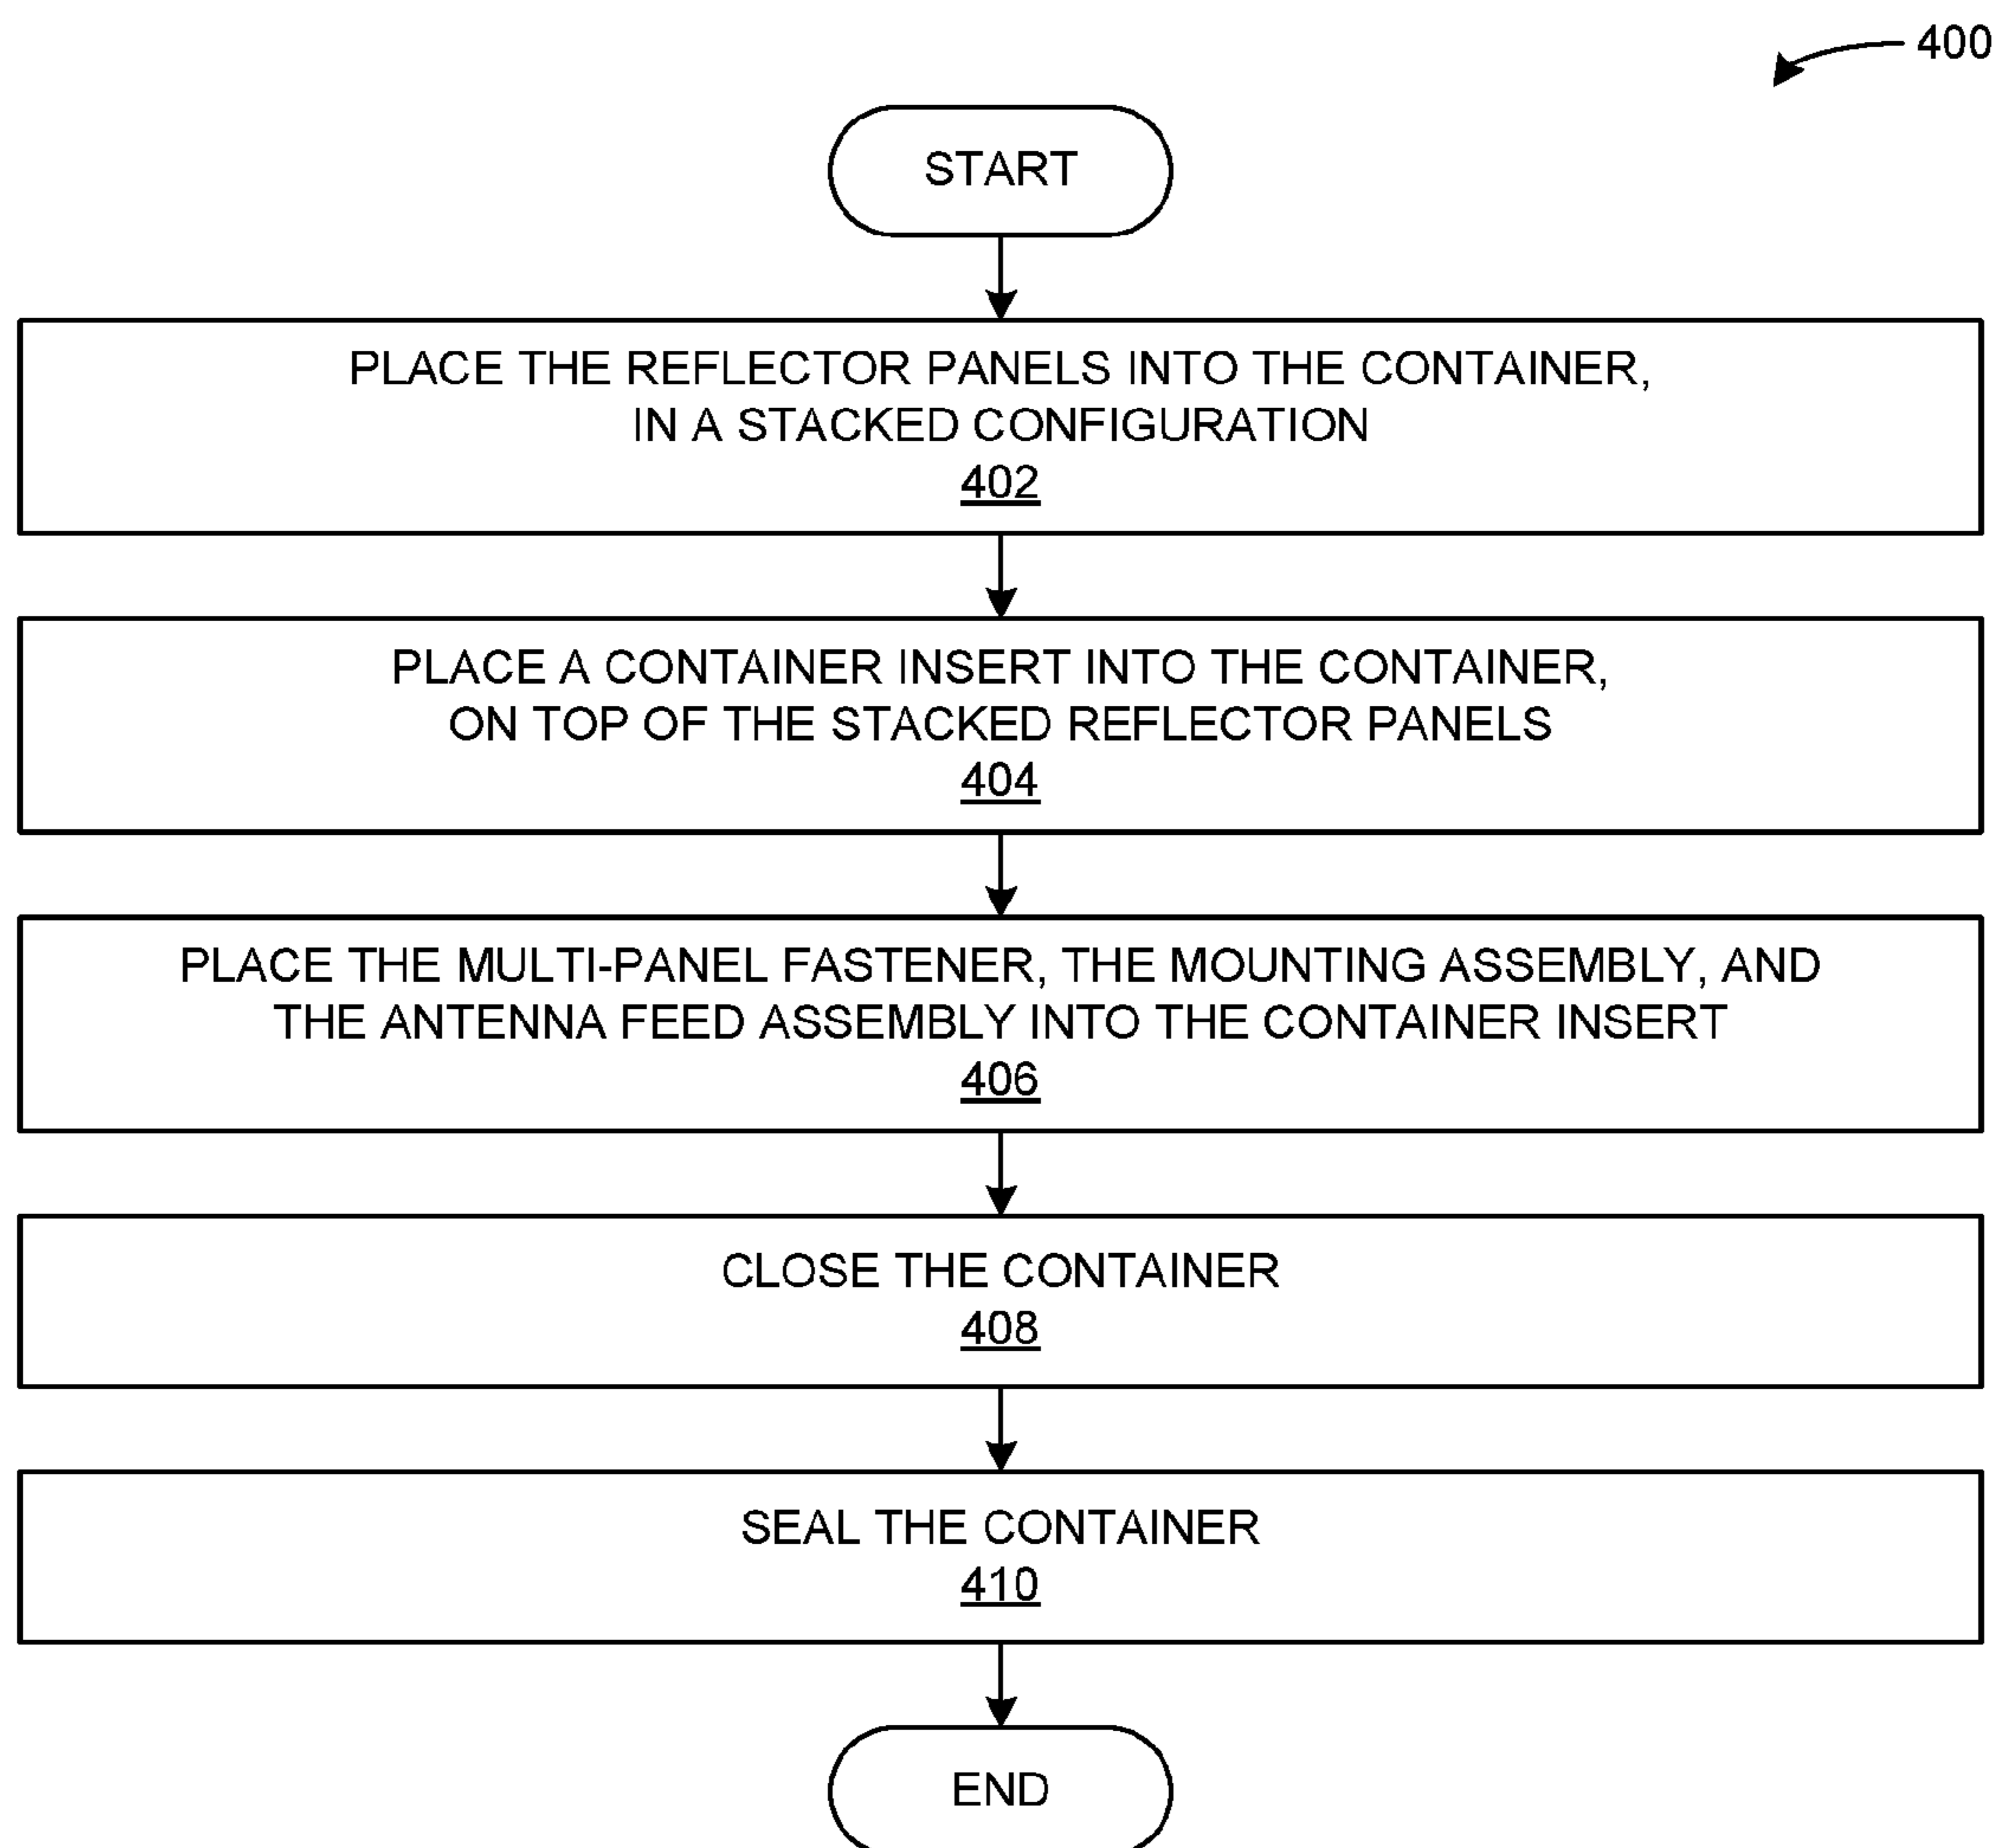 400
START
PLACE THE REFLECTOR PANELS INTO THE CONTAINER,
IN A STACKED CONFIGURATION
402
PLACE A CONTAINER INSERT INTO THE CONTAINER,
ON TOP OF THE STACKED REFLECTOR PANELS
404
PLACE THE MULTI-PANEL FASTENER, THE MOUNTING ASSEMBLY, AND
THE ANTENNA FEED ASSEMBLY INTO THE CONTAINER INSERT
406
CLOSE THE CONTAINER
408
SEAL THE CONTAINER
410
END